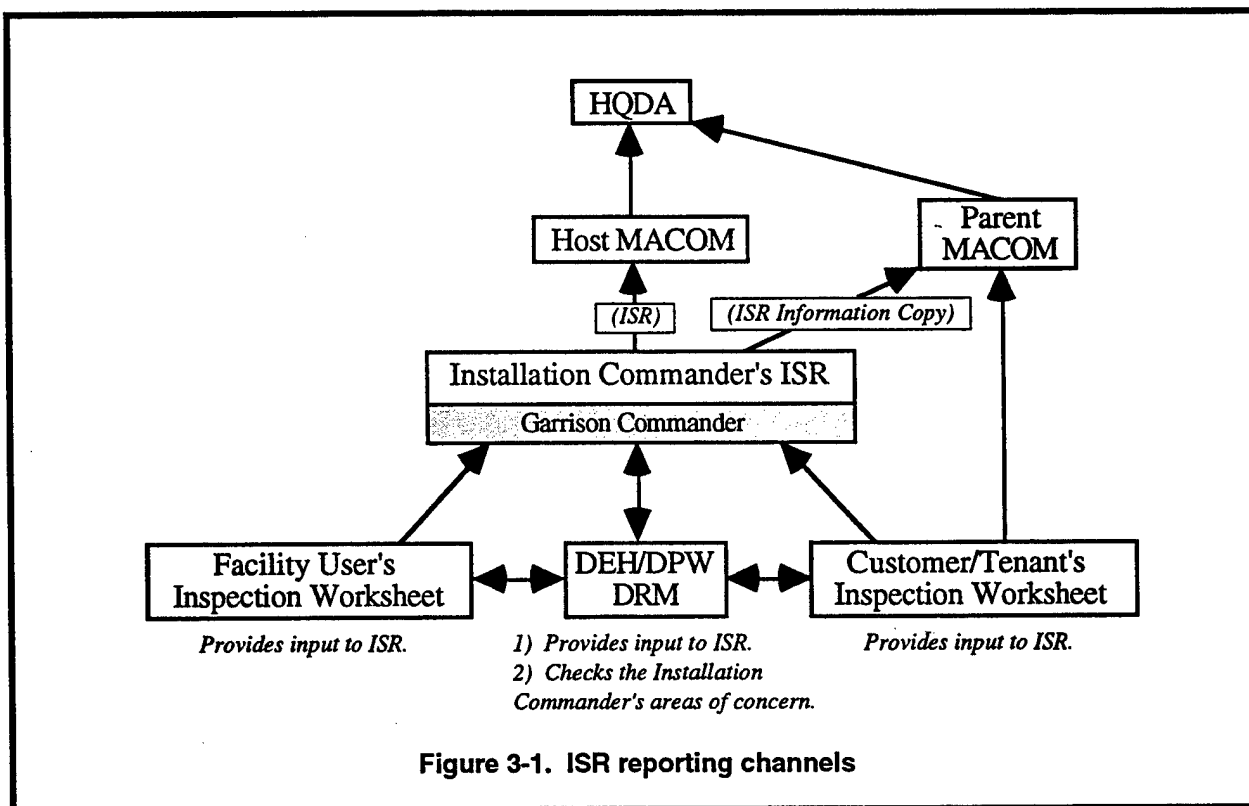 HQDA
Host MACOM
Parent
MACOM
(ISR)
(ISR Information Copy)
Installation Commander's ISR
Garrison Commander
Facility User's
Inspection Worksheet
DEH/DPW
DRM
Customer/Tenant's
Inspection Worksheet
Provides input to ISR.
1) Provides input to ISR.
2) Checks the Installation
Commander's areas of concern.
Provides input to ISR.
Figure 3-1. ISR reporting channels